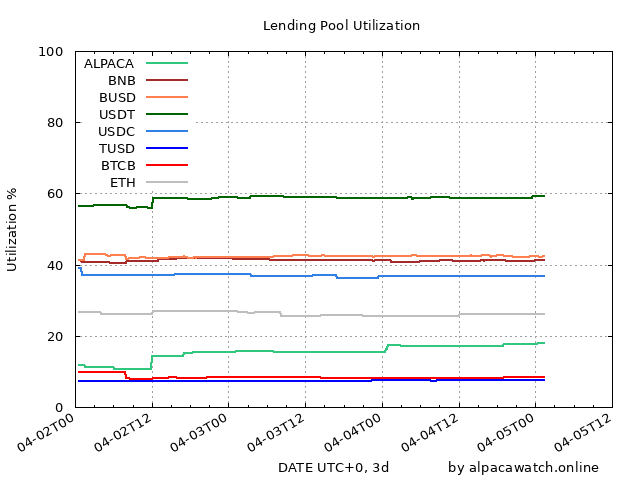 Lending Pool Utilization
100
80
60
40
20
0
Utilization %
ALPACA
BNB
BUSD
USDT
USDC
TUSD
BTCB
ETH
04-02T00
04-02T12
04-03T00
04-03T12
04-04T00
04-04T12
04-05T00
04-05T12
DATE UTC+0, 3d
by alpacawatch.online